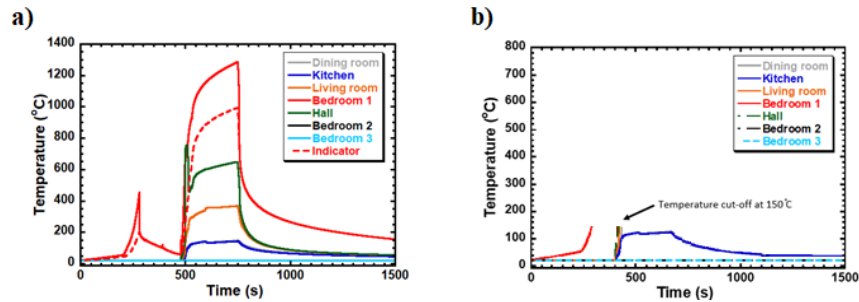 a)
Temperature (°C)
1400
1200
1000
800
600
400
200
0
Dining room
Kitchen
Living room
Bedroom 1
Hall
Bedroom 2
Bedroom 3
Indicator
0
500
1000
1500
Time (s)
b)
Temperature (°C)
800
700
600
500
400
300
200
100
0
Dining room
Kitchen
Living room
Bedroom 1
Hall
Bedroom 2
Bedroom 3
Temperature cut-off at 150°C
0
500
1000
1500
Time (s)